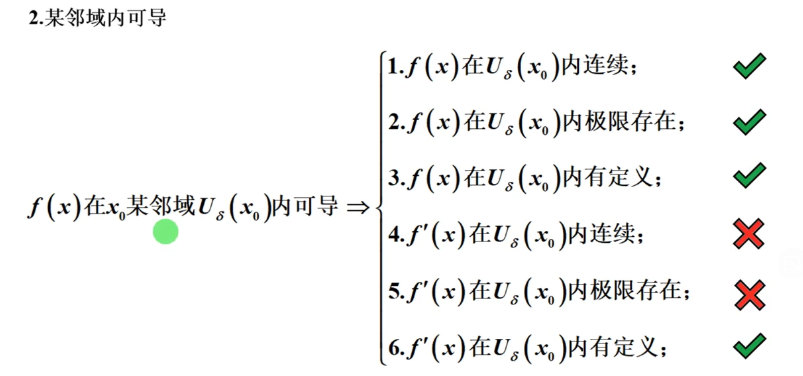 2.某邻域内可导
1.f(x)在U_δ(x₀)内连续；
2.f(x)在U_δ(x₀)内极限存在；
3.f(x)在U_δ(x₀)内有定义；
f(x)在x₀某邻域U_δ(x₀)内可导⇒
4.f′(x)在U_δ(x₀)内连续；
5.f′(x)在U_δ(x₀)内极限存在；
6.f′(x)在U_δ(x₀)内有定义；